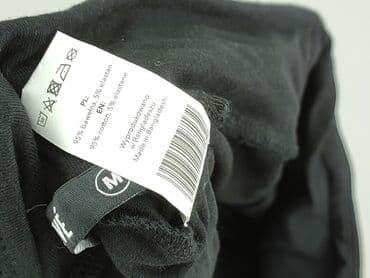 PL:
95% bawełna, 5% elastan
EN:
95% cotton, 5% elastane
Wyprodukowano
w Bangladeszu
Made in Bangladesh
M